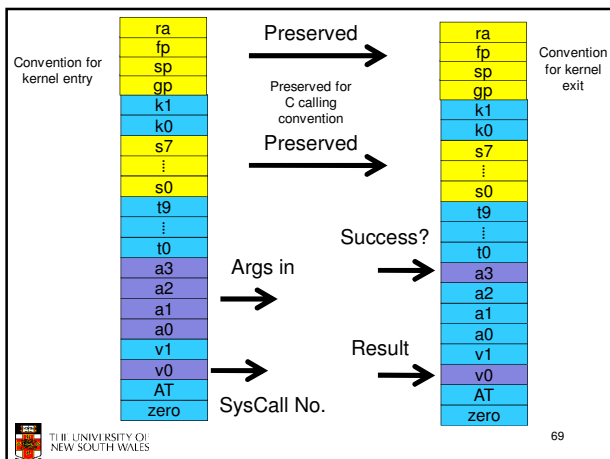 Convention for
kernel entry
ra
fp
sp
gp
k1
k0
s7
⋮
s0
t9
⋮
t0
a3
a2
a1
a0
v1
v0
AT
zero
Preserved
Preserved for
C calling
convention
Preserved
Args in
SysCall No.
Success?
Result
ra
fp
sp
gp
k1
k0
s7
⋮
s0
t9
⋮
t0
a3
a2
a1
a0
v1
v0
AT
zero
Convention
for kernel
exit
THE UNIVERSITY OF
NEW SOUTH WALES
69